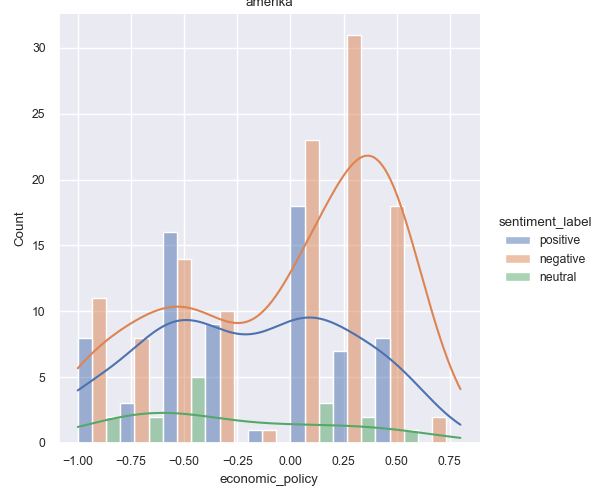 amerika
30
25
20
15
10
5
0
Count
−1.00 −0.75 −0.50 −0.25 0.00 0.25 0.50 0.75
economic_policy
sentiment_label
positive
negative
neutral